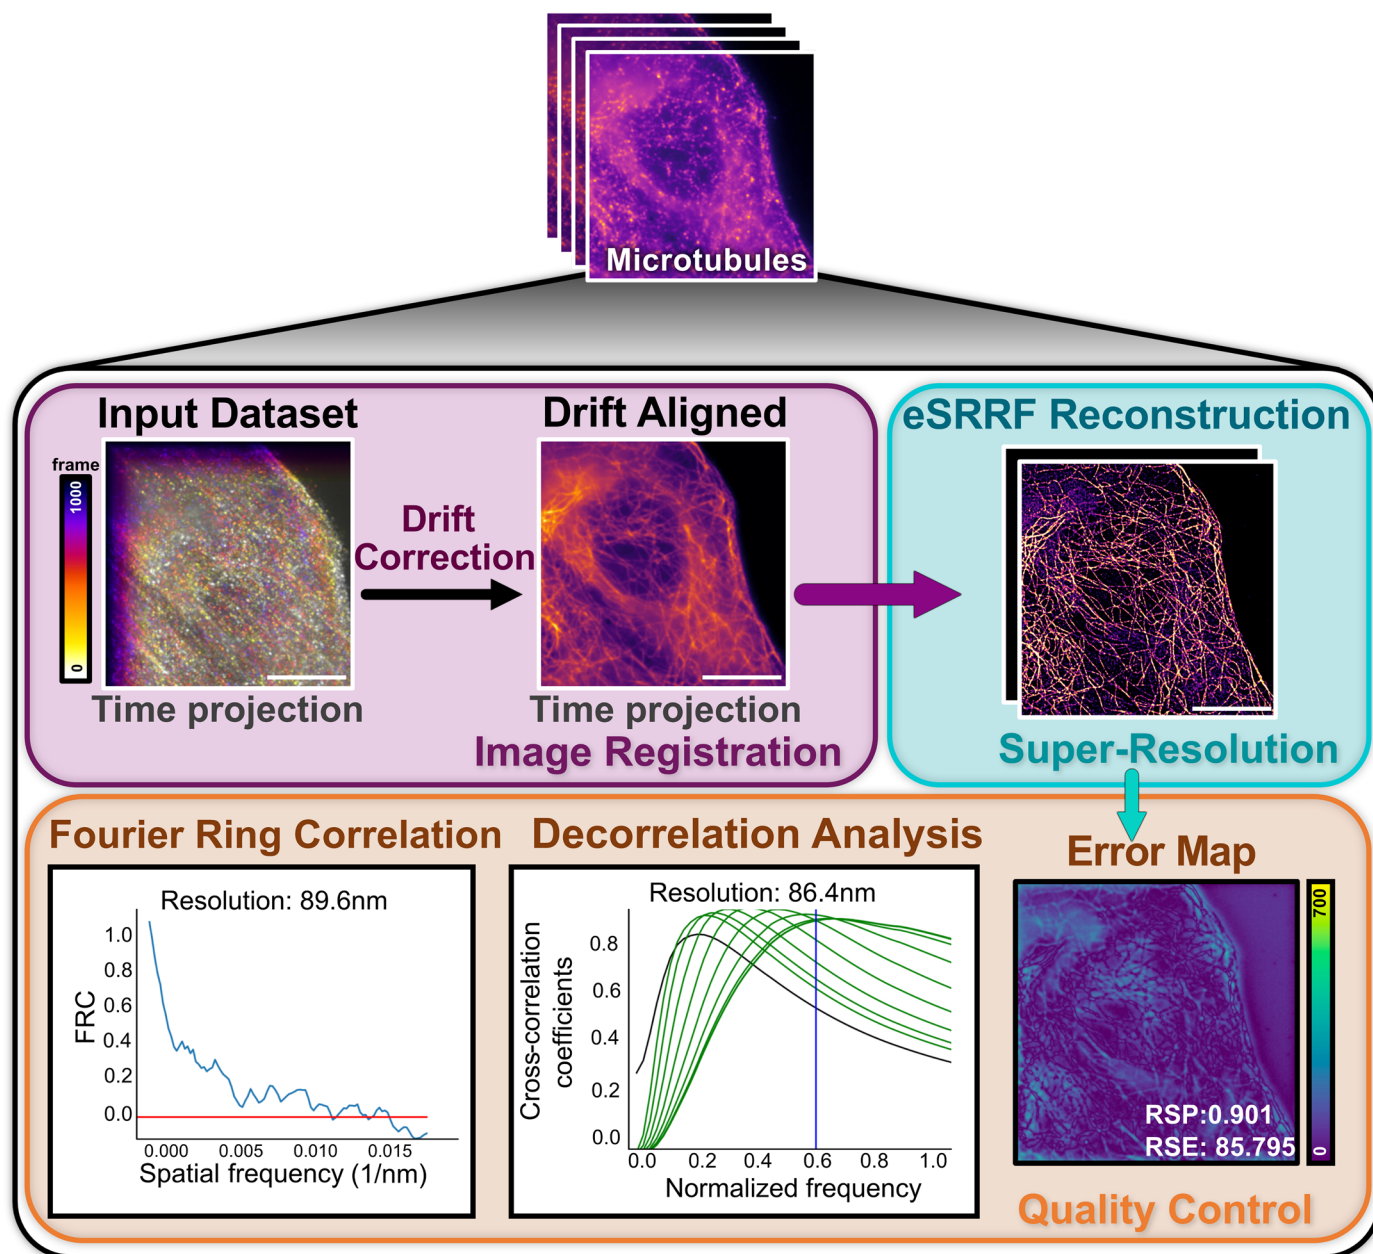 Microtubules
Input Dataset
Drift Aligned
eSRRF Reconstruction
frame
1000
0
Drift
Correction
Time projection
Time projection
Image Registration
Super-Resolution
Fourier Ring Correlation
Decorrelation Analysis
Error Map
Resolution: 89.6nm
FRC
1.0
0.8
0.6
0.4
0.2
0.0
0.000 0.005 0.010 0.015
Spatial frequency (1/nm)
Resolution: 86.4nm
Cross-correlation
coefficients
0.8
0.6
0.4
0.2
0.0
0.0 0.2 0.4 0.6 0.8 1.0
Normalized frequency
700
0
RSP:0.901
RSE: 85.795
Quality Control